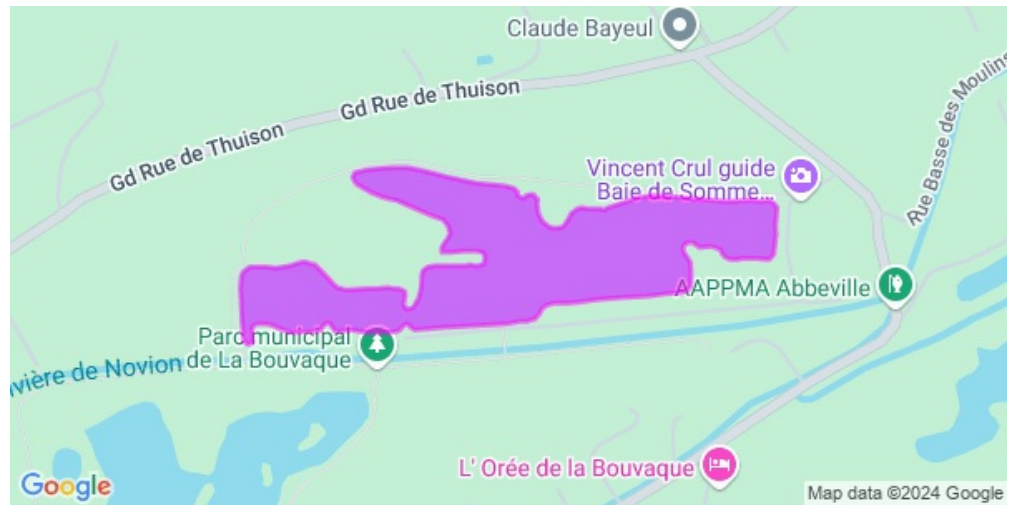 Claude Bayeul
Gd Rue de Thuison
Gd Rue de Thuison
Rue Basse des Moulins
Vincent Crul guide
Baie de Somme...
AAPPMA Abbeville
Parc municipal
de La Bouvaque
vière de Novion
L' Orée de la Bouvaque
Google
Map data ©2024 Google